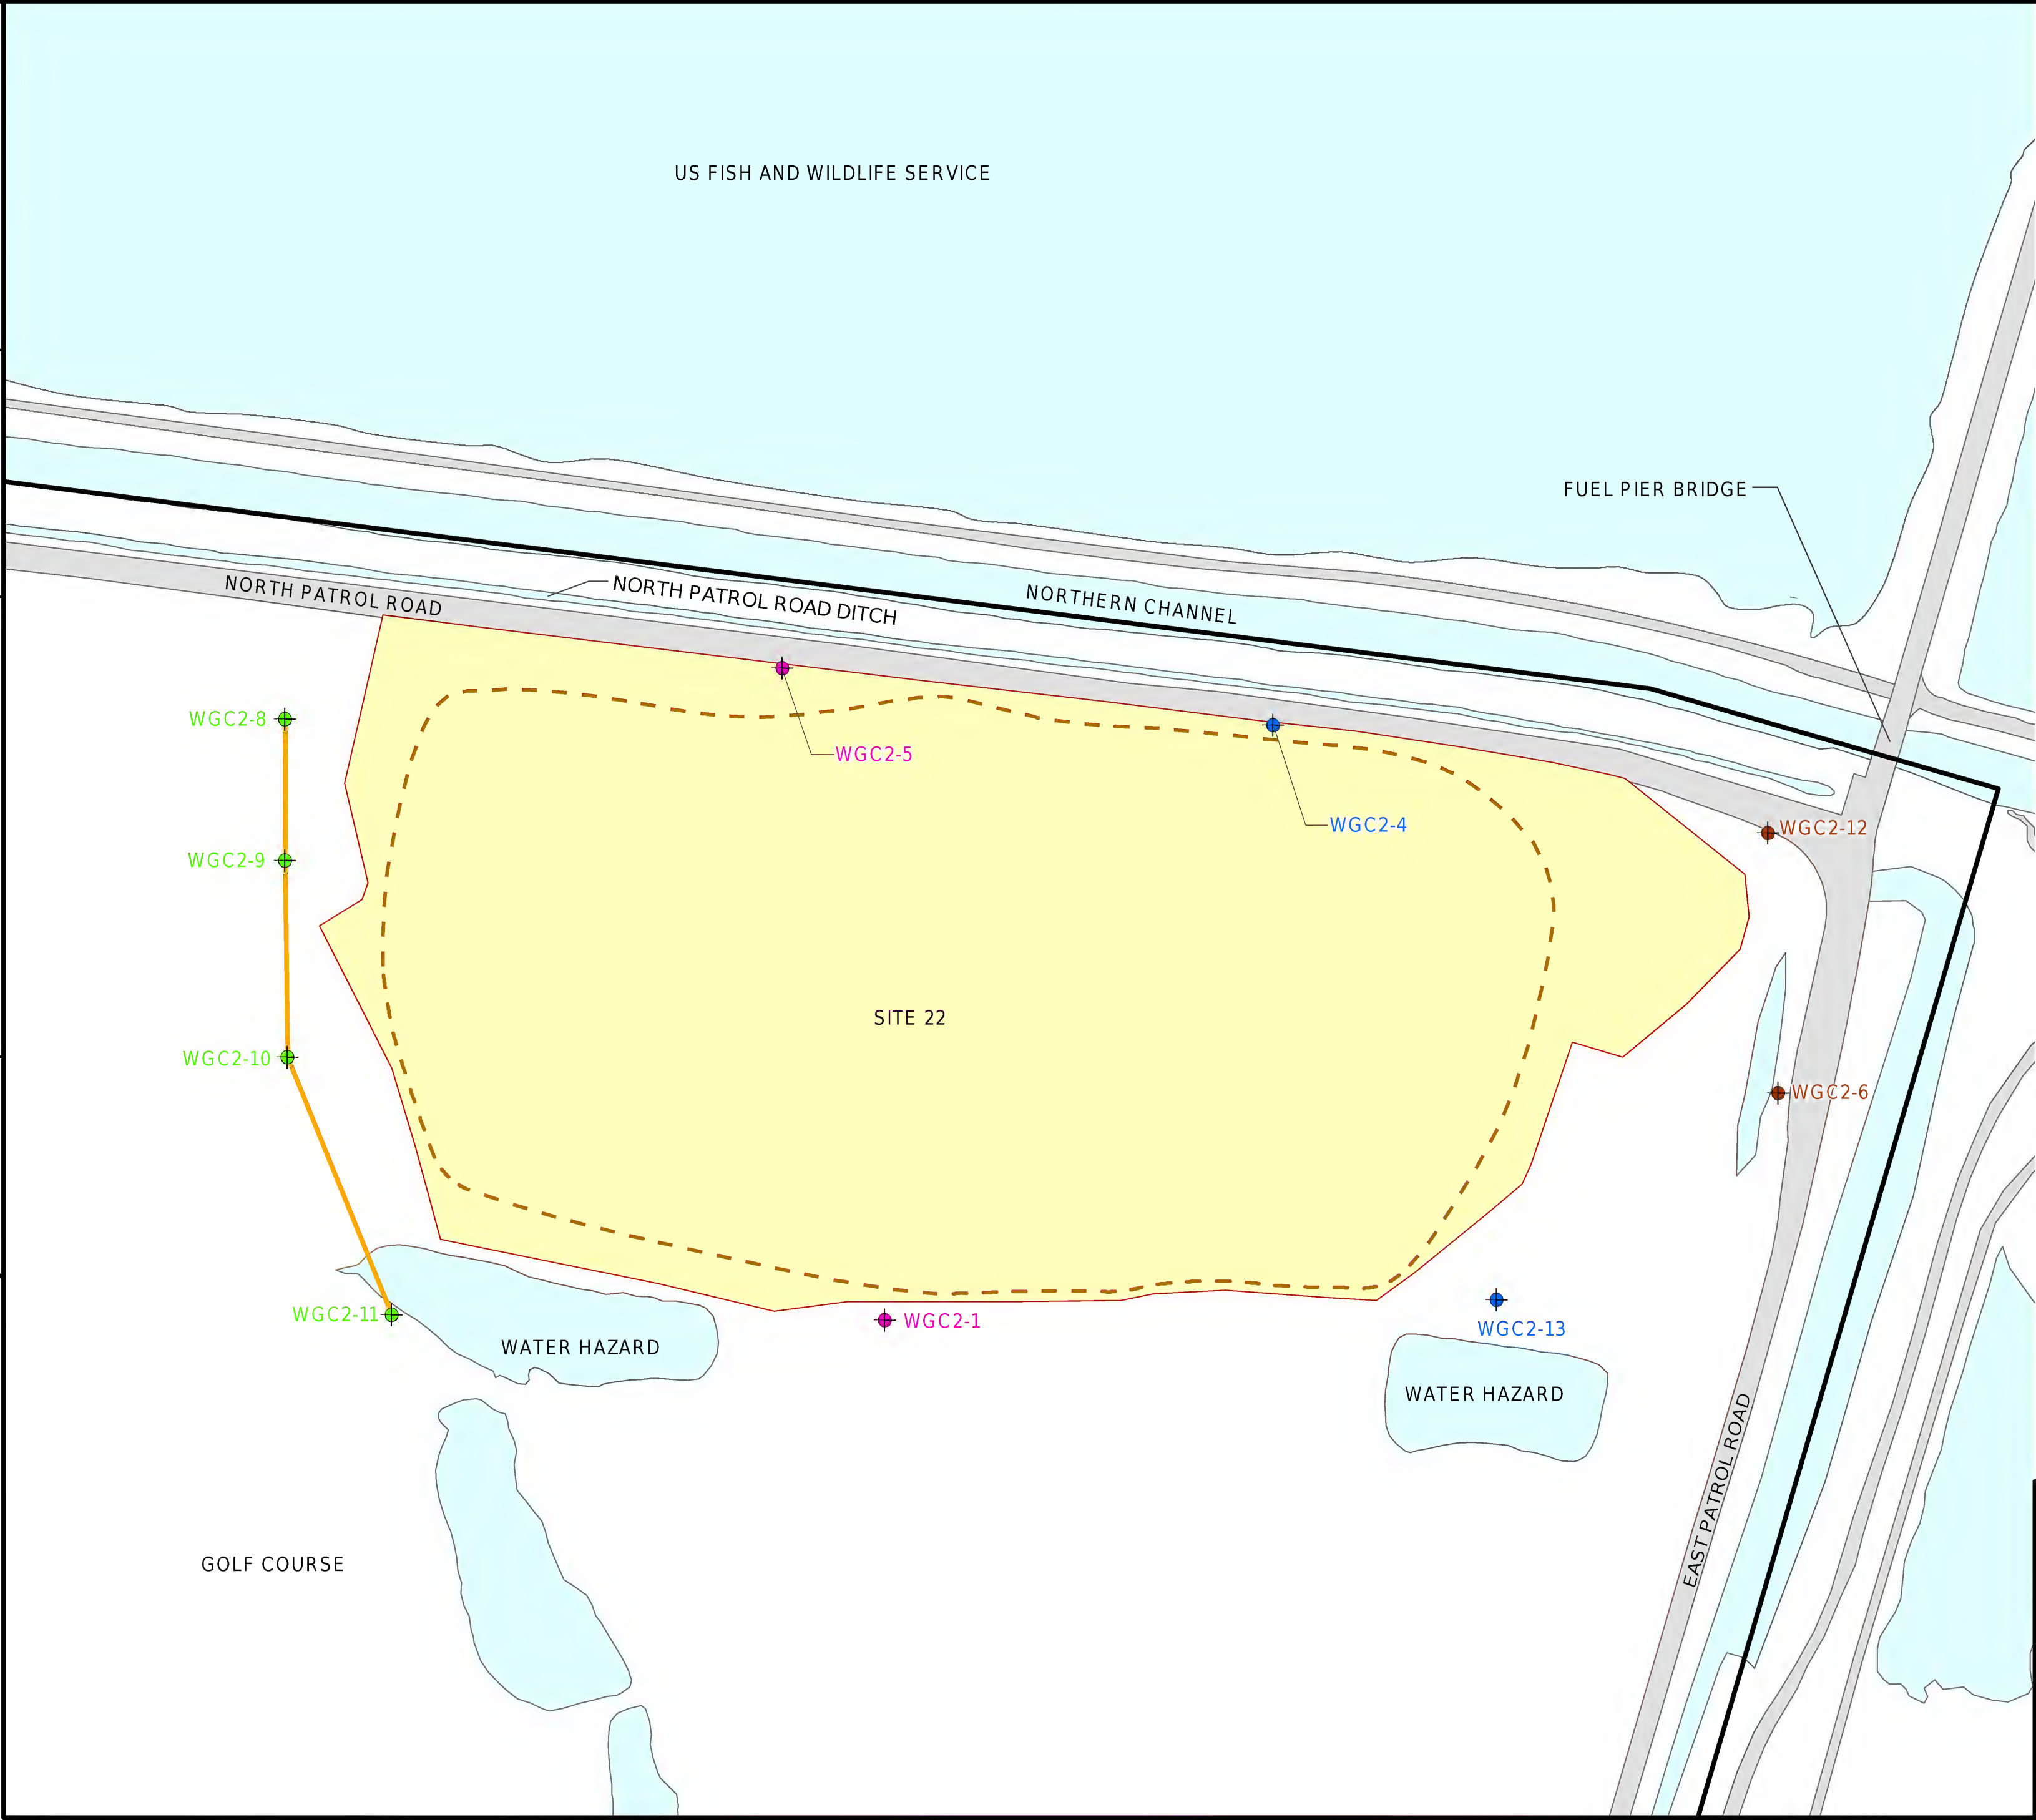 US FISH AND WILDLIFE SERVICE
FUEL PIER BRIDGE
NORTH PATROL ROAD
NORTH PATROL ROAD DITCH
NORTHERN CHANNEL
WGC2-8
WGC2-5
WGC2-4
WGC2-12
WGC2-9
SITE 22
WGC2-10
WGC2-6
WGC2-11
WGC2-1
WGC2-13
WATER HAZARD
WATER HAZARD
EAST PATROL ROAD
GOLF COURSE